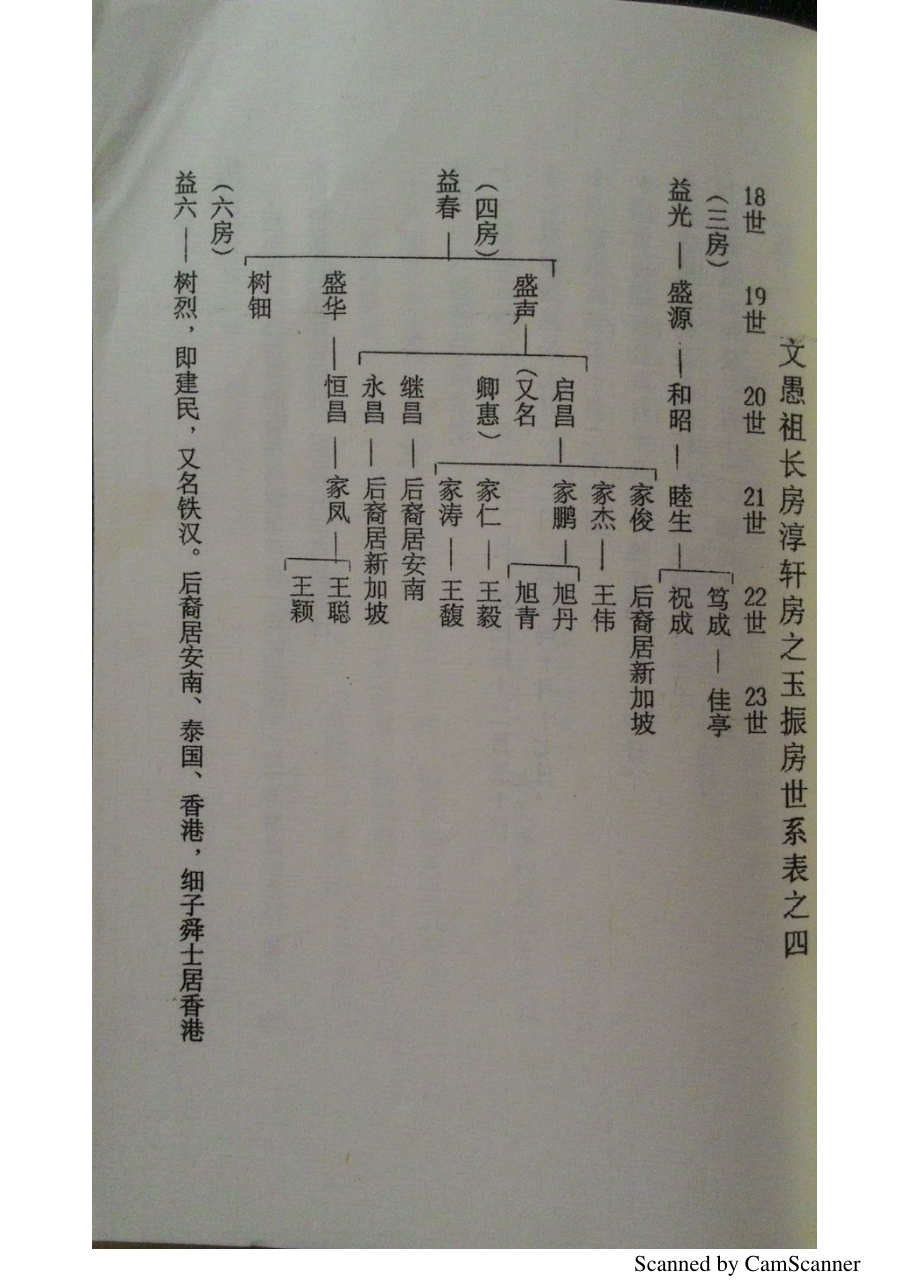 文愚祖长房淳轩房之玉振房世系表之四
18世 19世 20世 21世 22世 23世
(三房)
笃成—佳亭
益光—盛源—和昭—睦生—祝成
家俊 后裔居新加坡
家杰—王伟
启昌 家鹏 旭丹
(四房) 盛声 (又名 旭青
卿惠) 家仁—王毅
益春 家涛—王馥
继昌—后裔居安南
永昌—后裔居新加坡
盛华—恒昌—家凤 王聪
王颖
树钿
(六房)
益六——树烈，即建民，又名铁汉。后裔居安南、泰国、香港，细子舜士居香港
Scanned by CamScanner